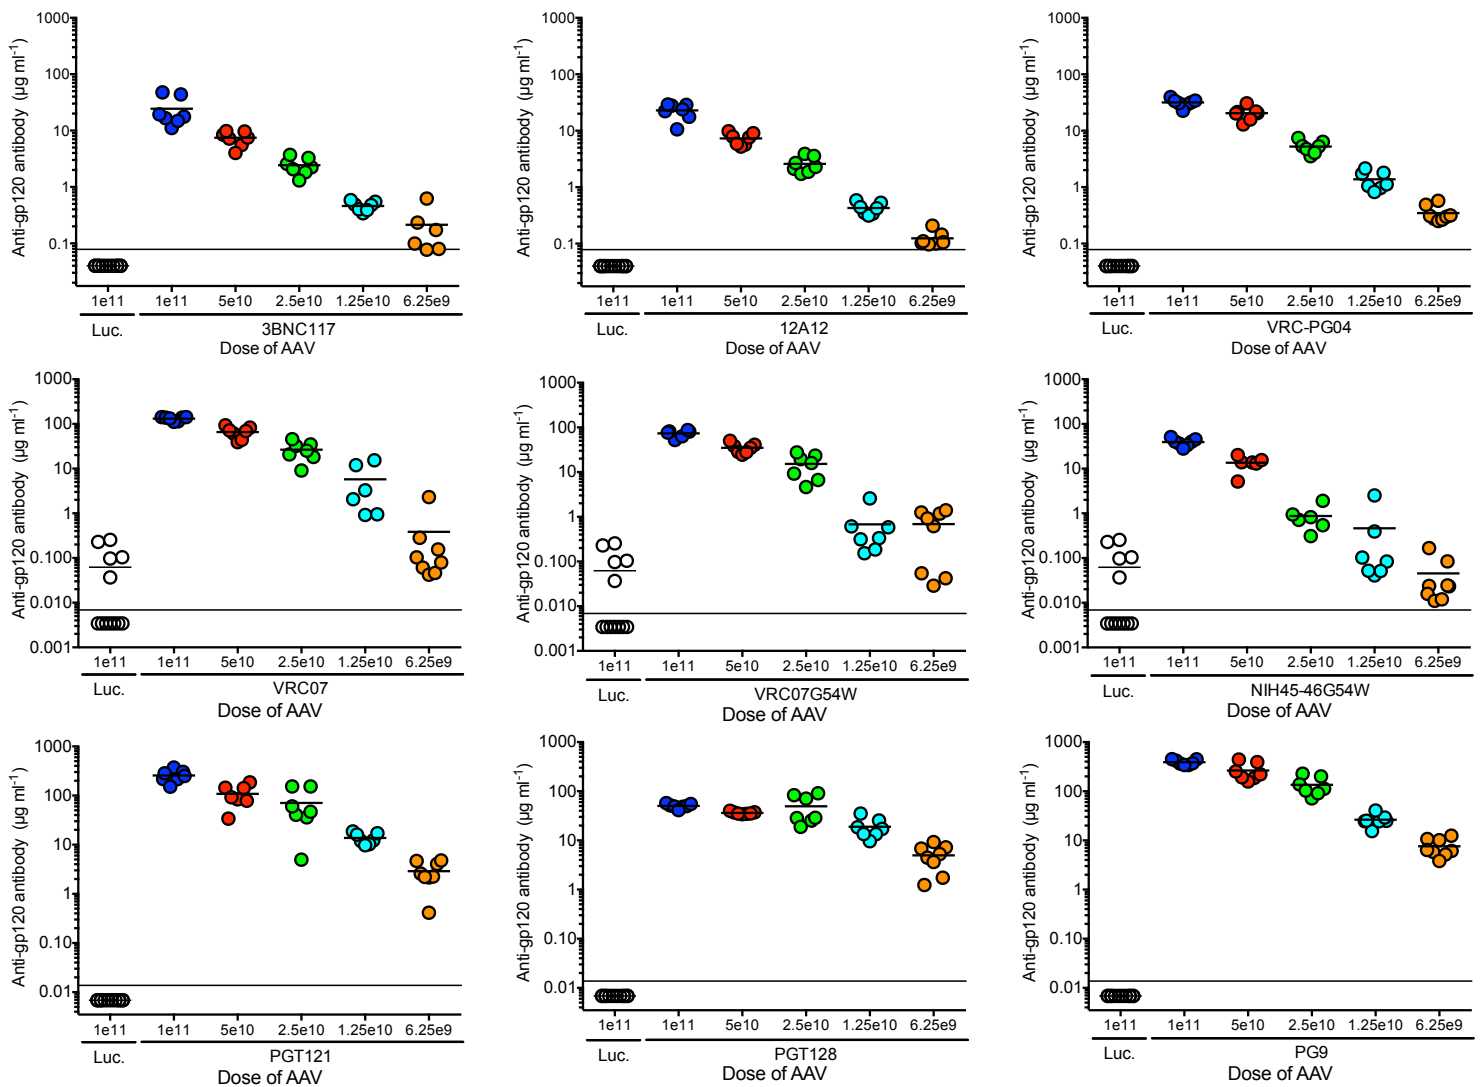 Anti-gp120 antibody (µg ml-1)
1000
100
10
1
0.1
1e11 1e11 5e10 2.5e10 1.25e10 6.25e9
Luc. 3BNC117
Dose of AAV
Anti-gp120 antibody (µg ml-1)
1000
100
10
1
0.1
1e11 1e11 5e10 2.5e10 1.25e10 6.25e9
Luc. 12A12
Dose of AAV
Anti-gp120 antibody (µg ml-1)
1000
100
10
1
0.1
1e11 1e11 5e10 2.5e10 1.25e10 6.25e9
Luc. VRC-PG04
Dose of AAV
Anti-gp120 antibody (µg ml-1)
1000
100
10
1
0.100
0.010
0.001
1e11 1e11 5e10 2.5e10 1.25e10 6.25e9
Luc. VRC07
Dose of AAV
Anti-gp120 antibody (µg ml-1)
1000
100
10
1
0.100
0.010
0.001
1e11 1e11 5e10 2.5e10 1.25e10 6.25e9
Luc. VRC07G54W
Dose of AAV
Anti-gp120 antibody (µg ml-1)
1000
100
10
1
0.100
0.010
0.001
1e11 1e11 5e10 2.5e10 1.25e10 6.25e9
Luc. NIH45-46G54W
Dose of AAV
Anti-gp120 antibody (µg ml-1)
1000
100
10
1
0.10
0.01
1e11 1e11 5e10 2.5e10 1.25e10 6.25e9
Luc. PGT121
Dose of AAV
Anti-gp120 antibody (µg ml-1)
1000
100
10
1
0.10
0.01
1e11 1e11 5e10 2.5e10 1.25e10 6.25e9
Luc. PGT128
Dose of AAV
Anti-gp120 antibody (µg ml-1)
1000
100
10
1
0.10
0.01
1e11 1e11 5e10 2.5e10 1.25e10 6.25e9
Luc. PG9
Dose of AAV